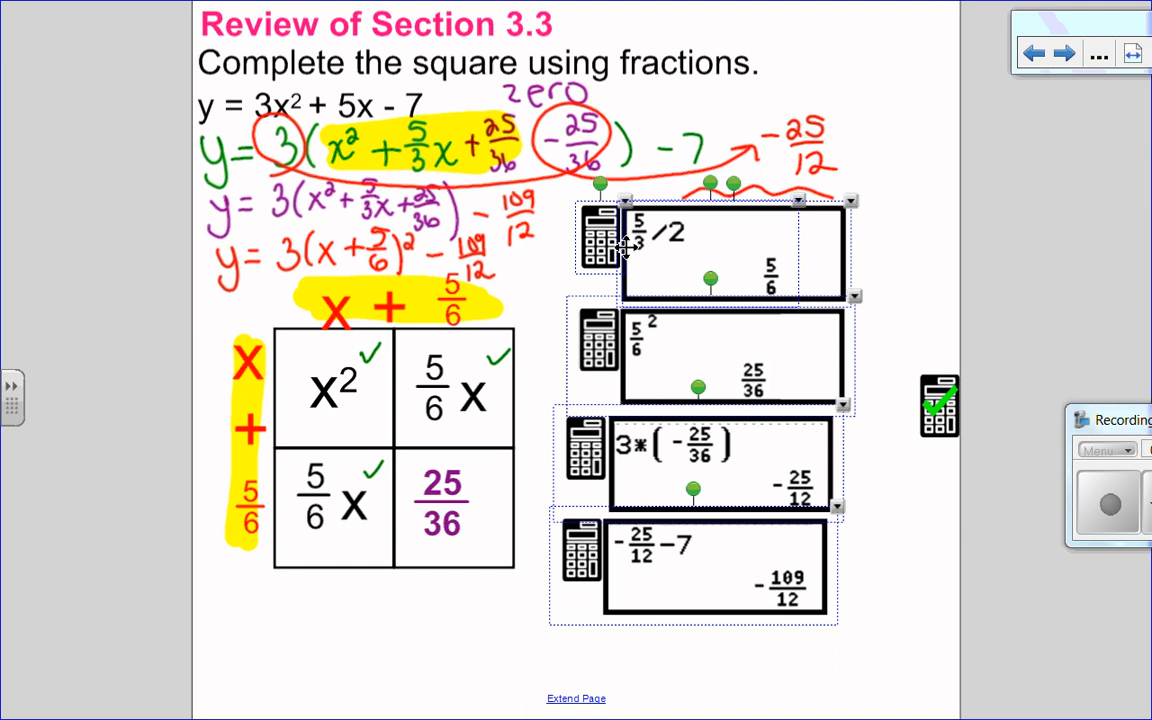 Review of Section 3.3
Complete the square using fractions.
zero
y = 3x² + 5x - 7
y = 3(x² + 5/3 x + 25/36 - 25/36) - 7 - 25/12
y = 3(x² + 5/3 x + 25/36) - 109/12
y = 3(x + 5/6)² - 109/12
x + 5/6
x + 5/6
x² 5/6 x
5/6 x 25/36
5/3 /2
5/6
5/6 ²
25/36
3*(-25/36)
-25/12
-25/12-7
-109/12
...
Recording
Menu
Extend Page